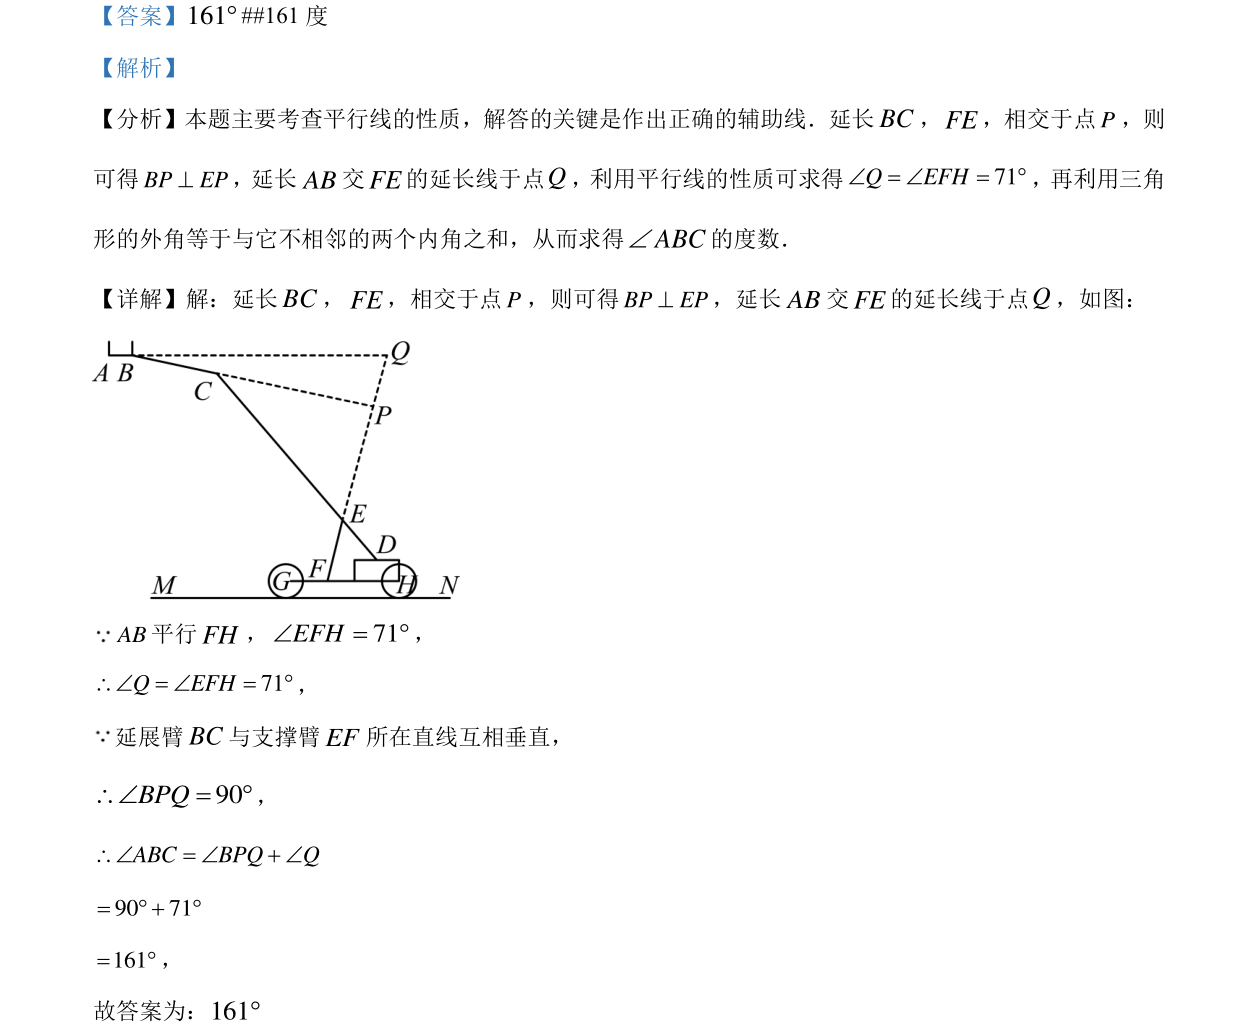 【答案】161°##161 度
【解析】
【分析】本题主要考查平行线的性质，解答的关键是作出正确的辅助线．延长 BC ， FE ，相交于点 P ，则
可得 BP ⊥ EP ，延长 AB 交 FE 的延长线于点 Q ，利用平行线的性质可求得 ∠Q = ∠EFH = 71° ，再利用三角
形的外角等于与它不相邻的两个内角之和，从而求得 ∠ABC 的度数．
【详解】解：延长 BC ， FE ，相交于点 P ，则可得 BP ⊥ EP ，延长 AB 交 FE 的延长线于点 Q ，如图：
Q
A B
C
P
E
D
F
G
H
M
N
∵ AB 平行 FH ， ∠EFH = 71° ，
∴ ∠Q = ∠EFH = 71° ，
∵ 延展臂 BC 与支撑臂 EF 所在直线互相垂直，
∴ ∠BPQ = 90° ，
∴ ∠ABC = ∠BPQ + ∠Q
= 90° + 71°
= 161° ，
故答案为：161°